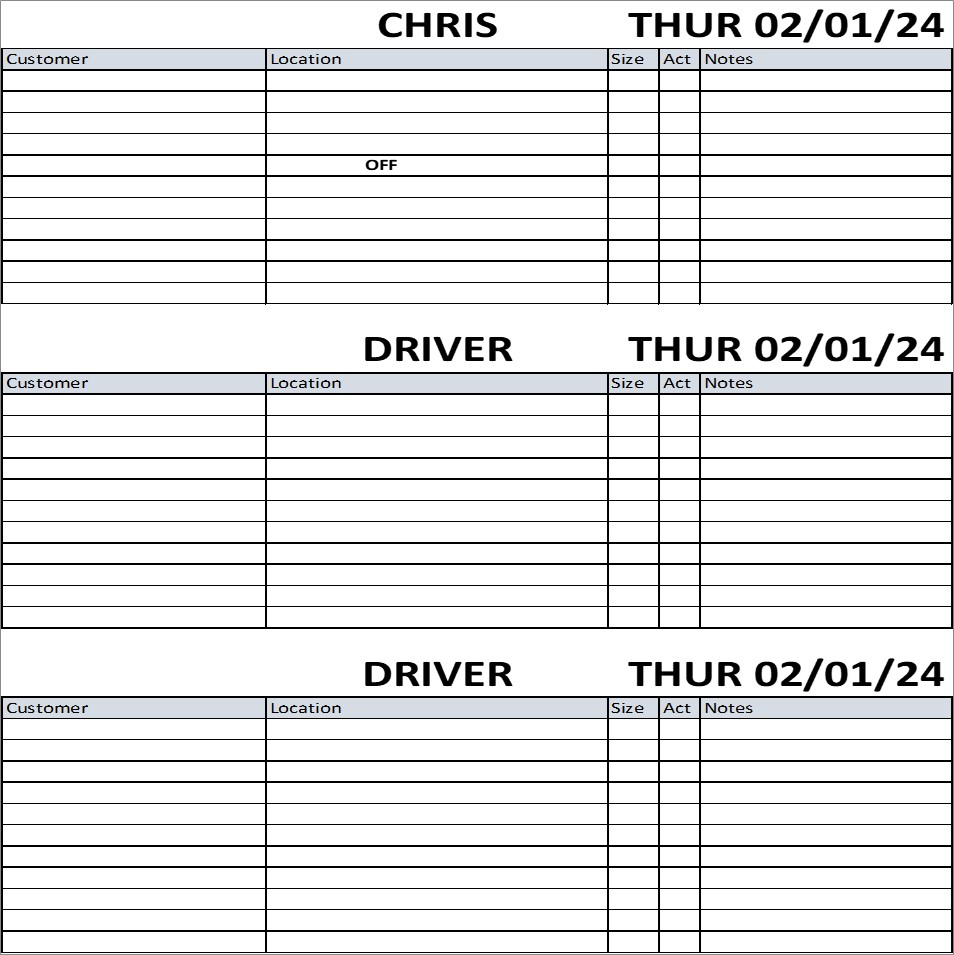 CHRIS THUR 02/01/24
Customer Location Size Act Notes
OFF
DRIVER THUR 02/01/24
Customer Location Size Act Notes
DRIVER THUR 02/01/24
Customer Location Size Act Notes